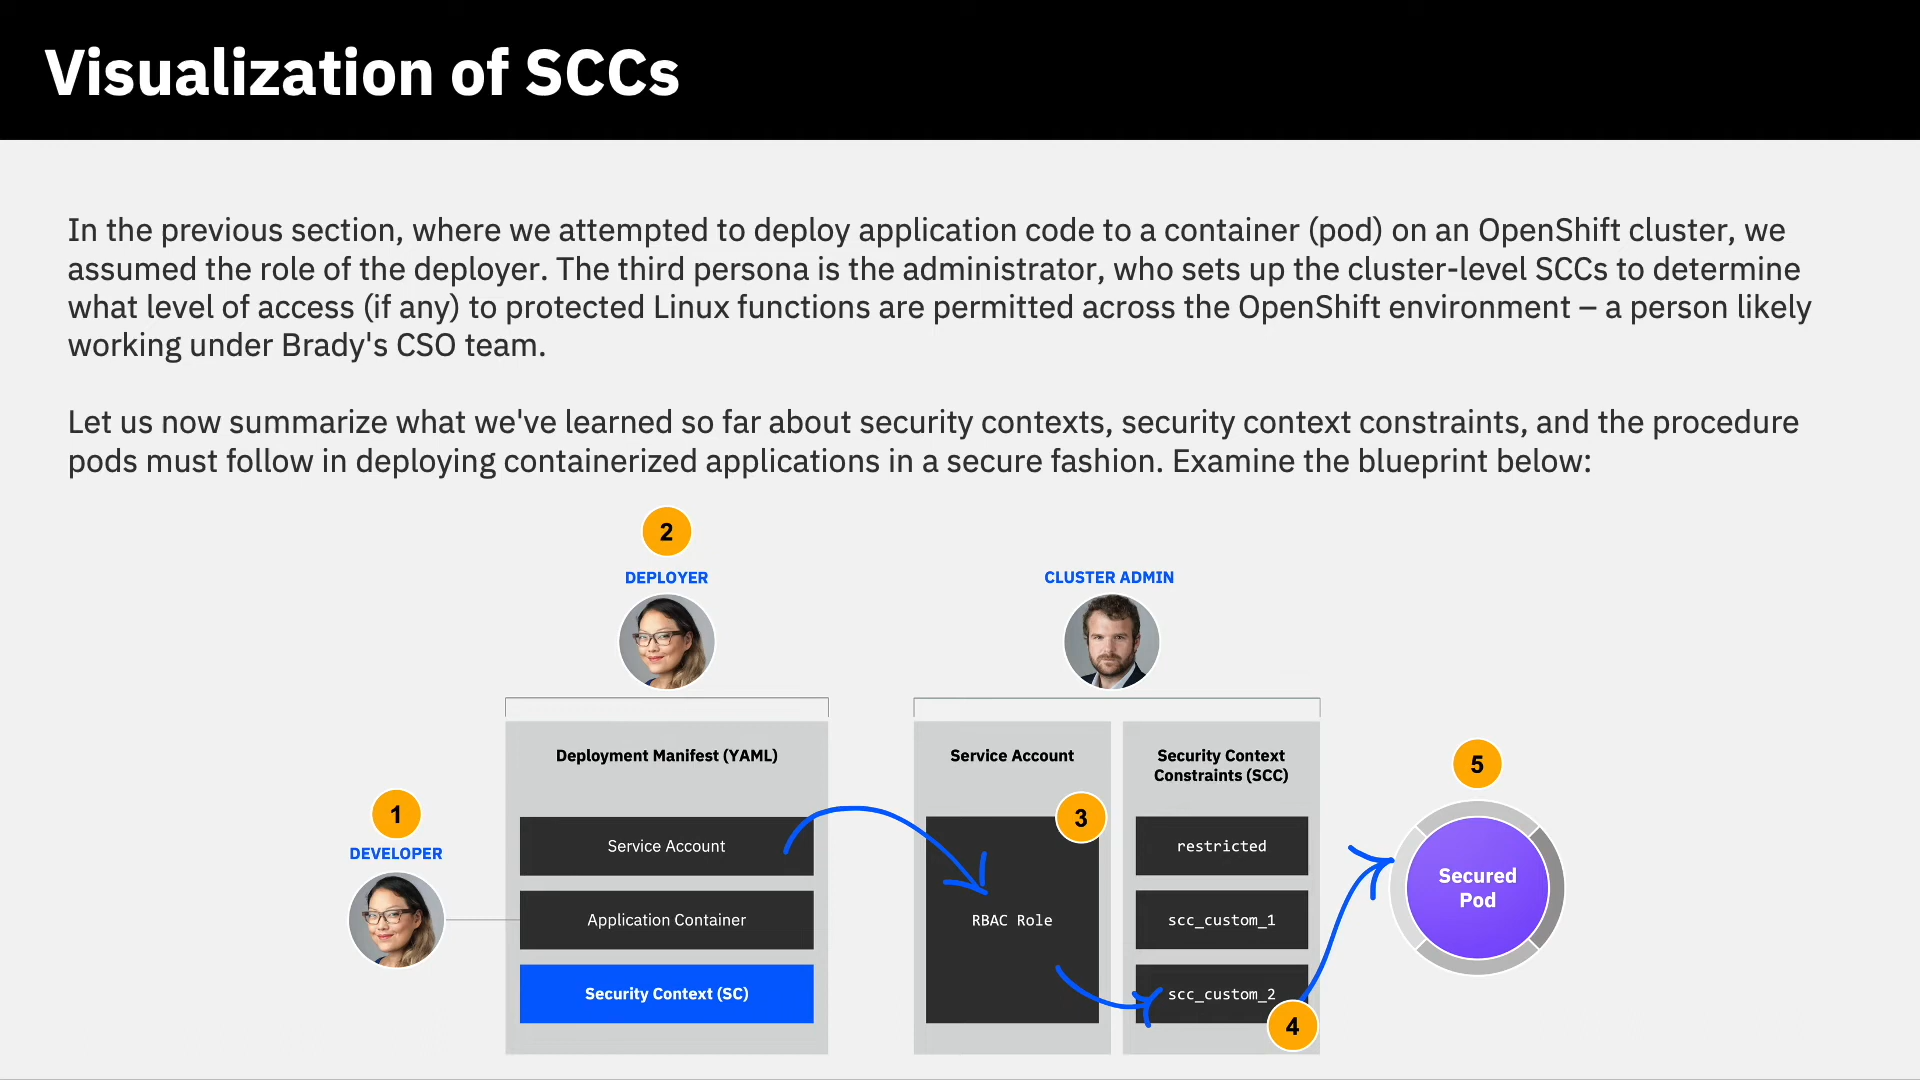 Visualization of SCCs
In the previous section, where we attempted to deploy application code to a container (pod) on an OpenShift cluster, we
assumed the role of the deployer. The third persona is the administrator, who sets up the cluster-level SCCs to determine
what level of access (if any) to protected Linux functions are permitted across the OpenShift environment – a person likely
working under Brady's CSO team.
Let us now summarize what we've learned so far about security contexts, security context constraints, and the procedure
pods must follow in deploying containerized applications in a secure fashion. Examine the blueprint below:
2
DEPLOYER
CLUSTER ADMIN
Deployment Manifest (YAML)
Service Account
Security Context
Constraints (SCC)
5
1
DEVELOPER
Service Account
3
restricted
Secured
Pod
Application Container
RBAC Role
scc_custom_1
Security Context (SC)
scc_custom_2
4